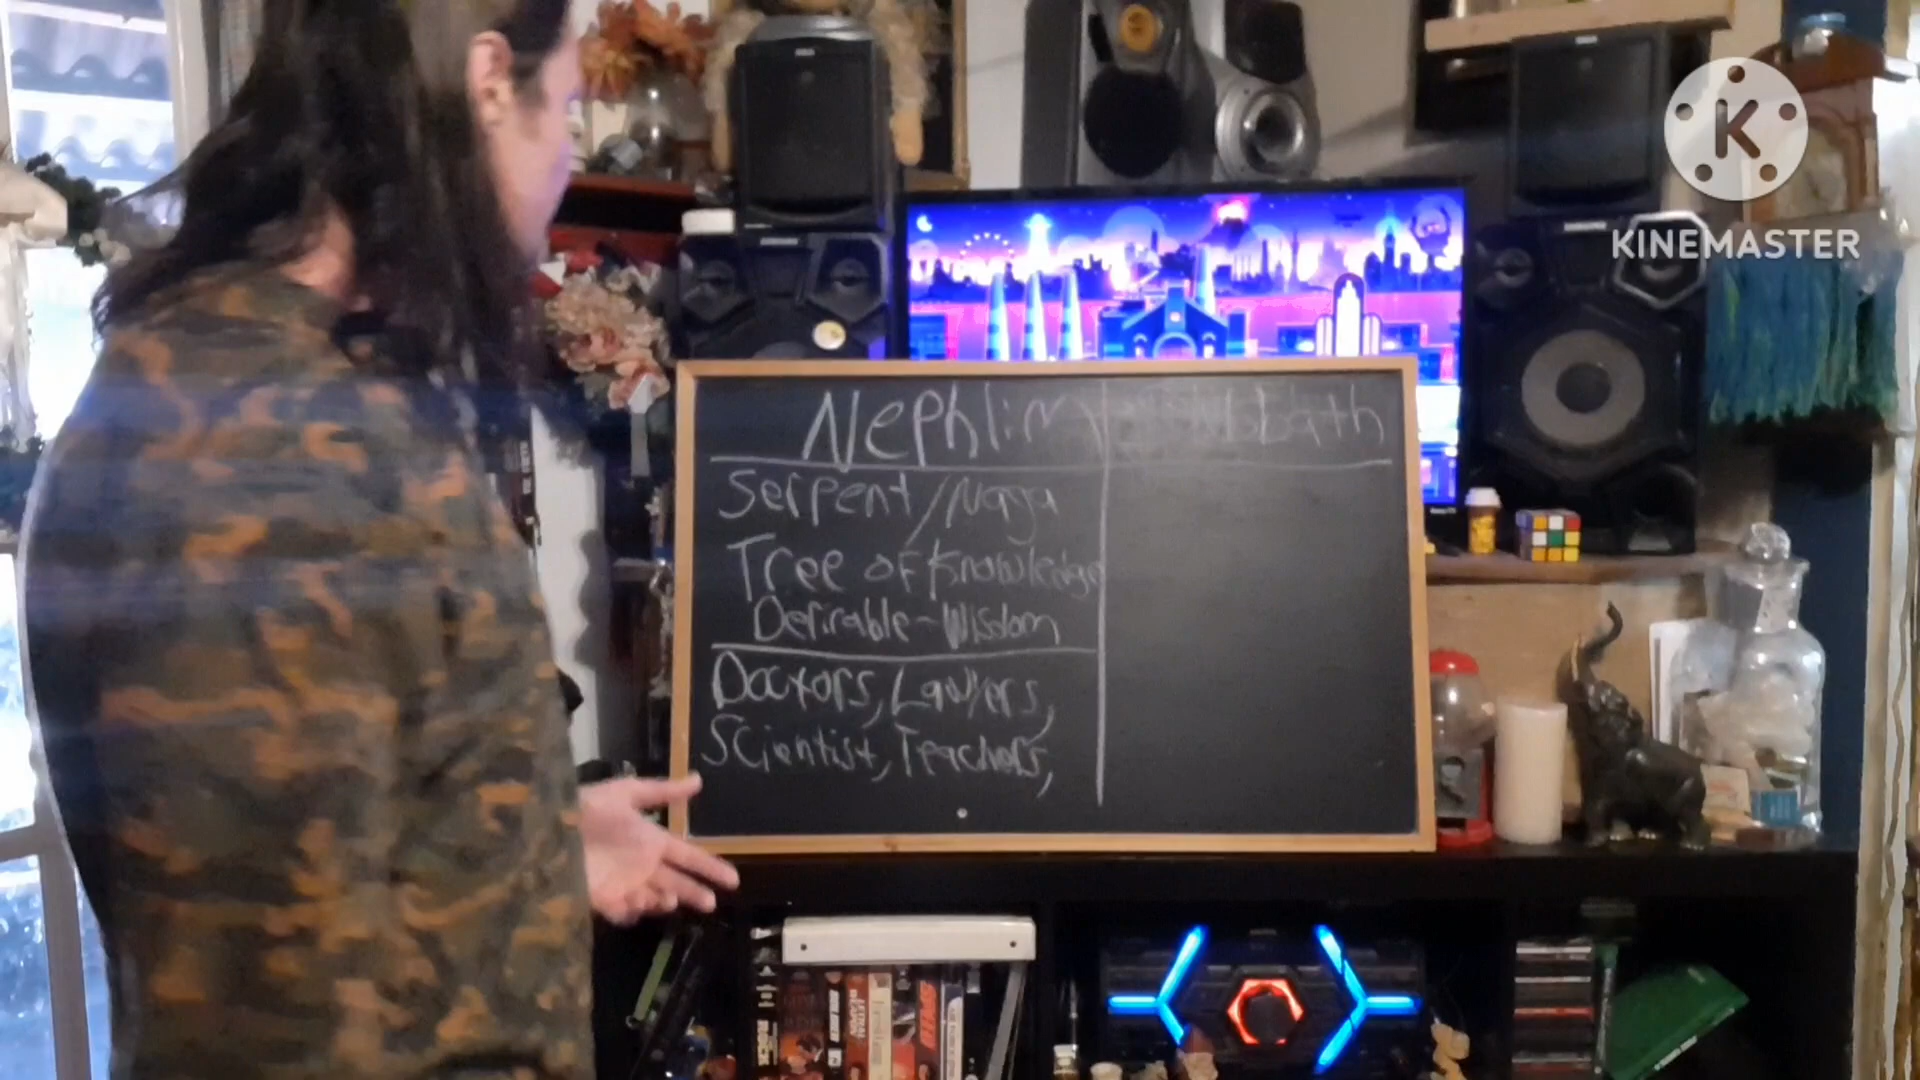 K
KINEMASTER
Nephlim
Serpent/Naga
Tree of Knowledge
Desirable-Wisdom
Doctors, Lawyers,
Scientist, Teachers,